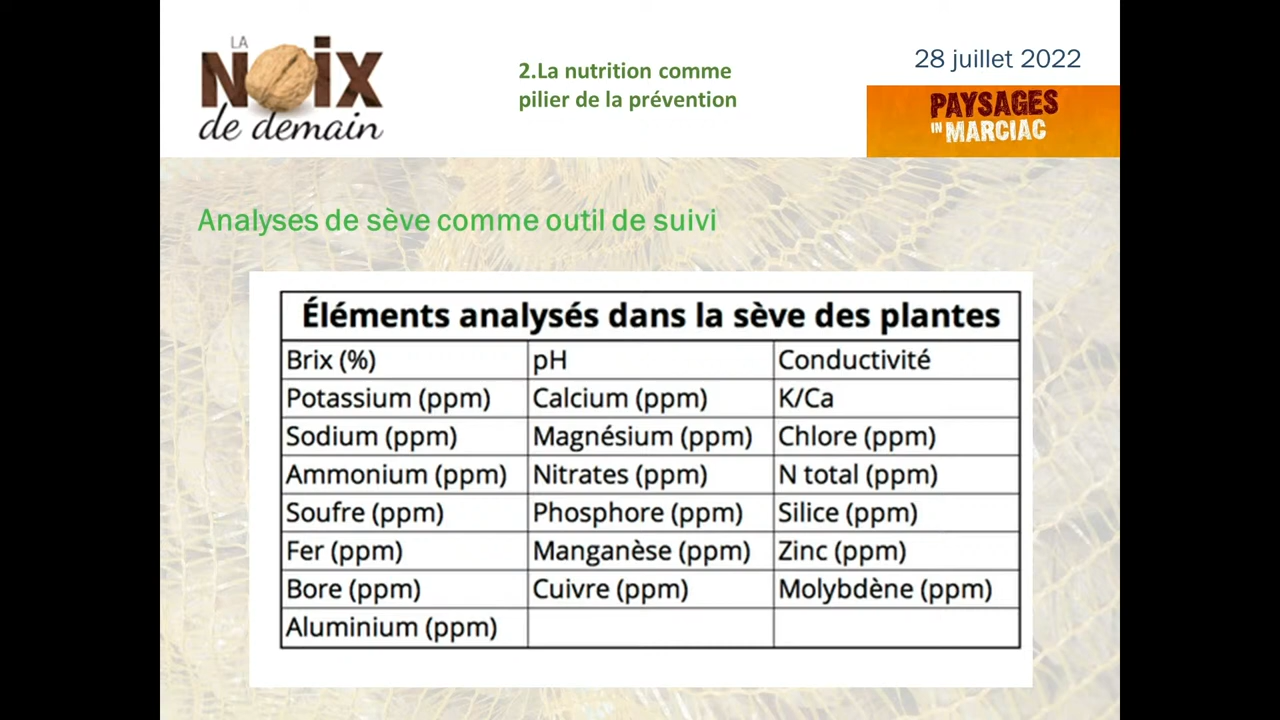 LA
NOIX
de demain
2.La nutrition comme
pilier de la prévention
28 juillet 2022
PAYSAGES
IN MARCIAC
Analyses de sève comme outil de suivi
Éléments analysés dans la sève des plantes
Brix (%) pH Conductivité
Potassium (ppm) Calcium (ppm) K/Ca
Sodium (ppm) Magnésium (ppm) Chlore (ppm)
Ammonium (ppm) Nitrates (ppm) N total (ppm)
Soufre (ppm) Phosphore (ppm) Silice (ppm)
Fer (ppm) Manganèse (ppm) Zinc (ppm)
Bore (ppm) Cuivre (ppm) Molybdène (ppm)
Aluminium (ppm)